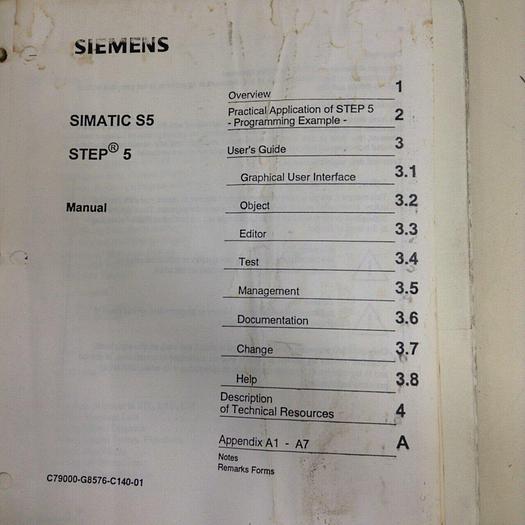 SIEMENS
SIMATIC S5
STEP® 5
Manual
Overview 1
Practical Application of STEP 5
- Programming Example - 2
User's Guide 3
Graphical User Interface 3.1
Object 3.2
Editor 3.3
Test 3.4
Management 3.5
Documentation 3.6
Change 3.7
Help 3.8
Description
of Technical Resources 4
Appendix A1 - A7 A
Notes
Remarks Forms
C79000-G8576-C140-01